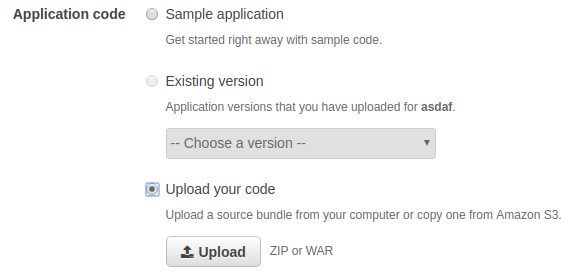 Application code
Sample application
Get started right away with sample code.
Existing version
Application versions that you have uploaded for asdaf.
-- Choose a version --
Upload your code
Upload a source bundle from your computer or copy one from Amazon S3.
Upload ZIP or WAR